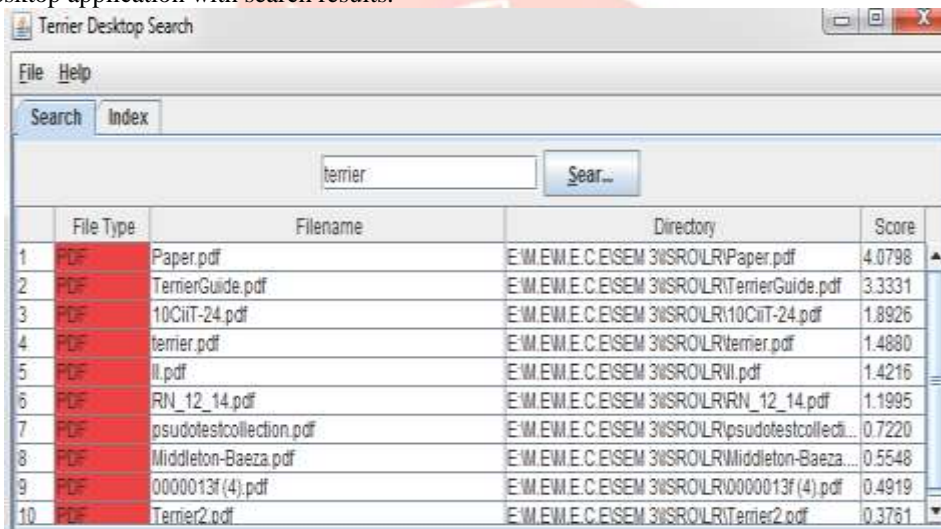 esktop application with search results.
Terrier Desktop Search
File Help
Search Index
terrier Sear...
File Type Filename Directory Score
1 PDF Paper.pdf E:\M.E\M.E.C.E\SEM 3\ISRO\LR\Paper.pdf 4.0798
2 PDF TerrierGuide.pdf E:\M.E\M.E.C.E\SEM 3\ISRO\LR\TerrierGuide.pdf 3.3331
3 PDF 10CiiT-24.pdf E:\M.E\M.E.C.E\SEM 3\ISRO\LR\10CiiT-24.pdf 1.8926
4 PDF terrier.pdf E:\M.E\M.E.C.E\SEM 3\ISRO\LR\terrier.pdf 1.4880
5 PDF II.pdf E:\M.E\M.E.C.E\SEM 3\ISRO\LR\II.pdf 1.4216
6 PDF RN_12_14.pdf E:\M.E\M.E.C.E\SEM 3\ISRO\LR\RN_12_14.pdf 1.1995
7 PDF psudotestcollection.pdf E:\M.E\M.E.C.E\SEM 3\ISRO\LR\psudotestcollecti... 0.7220
8 PDF Middleton-Baeza.pdf E:\M.E\M.E.C.E\SEM 3\ISRO\LR\Middleton-Baeza... 0.5548
9 PDF 0000013f (4).pdf E:\M.E\M.E.C.E\SEM 3\ISRO\LR\0000013f (4).pdf 0.4919
10 PDF Terrier2.pdf E:\M.E\M.E.C.E\SEM 3\ISRO\LR\Terrier2.pdf 0.3761